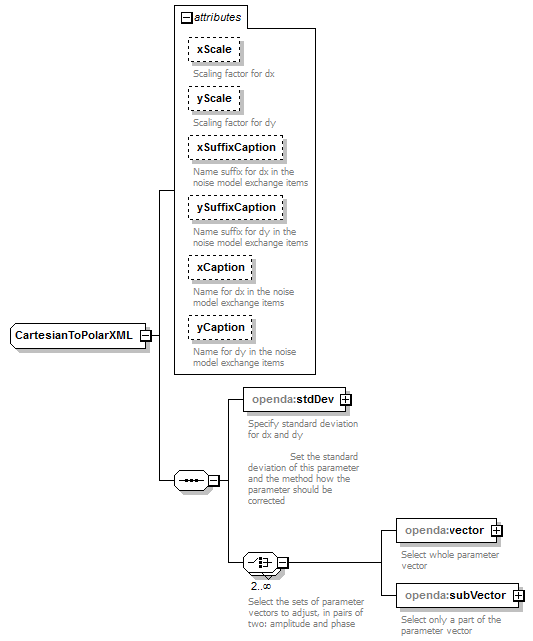 attributes
xScale
Scaling factor for dx
yScale
Scaling factor for dy
xSuffixCaption
Name suffix for dx in the
noise model exchange items
ySuffixCaption
Name suffix for dy in the
noise model exchange items
xCaption
Name for dx in the noise
model exchange items
yCaption
Name for dy in the noise
model exchange items
CartesianToPolarXML
openda:stdDev
Specify standard deviation
for dx and dy
Set the standard
deviation of this parameter
and the method how the
parameter should be
corrected
2..∞
Select the sets of parameter
vectors to adjust, in pairs of
two: amplitude and phase
openda:vector
Select whole parameter
vector
openda:subVector
Select only a part of the
parameter vector